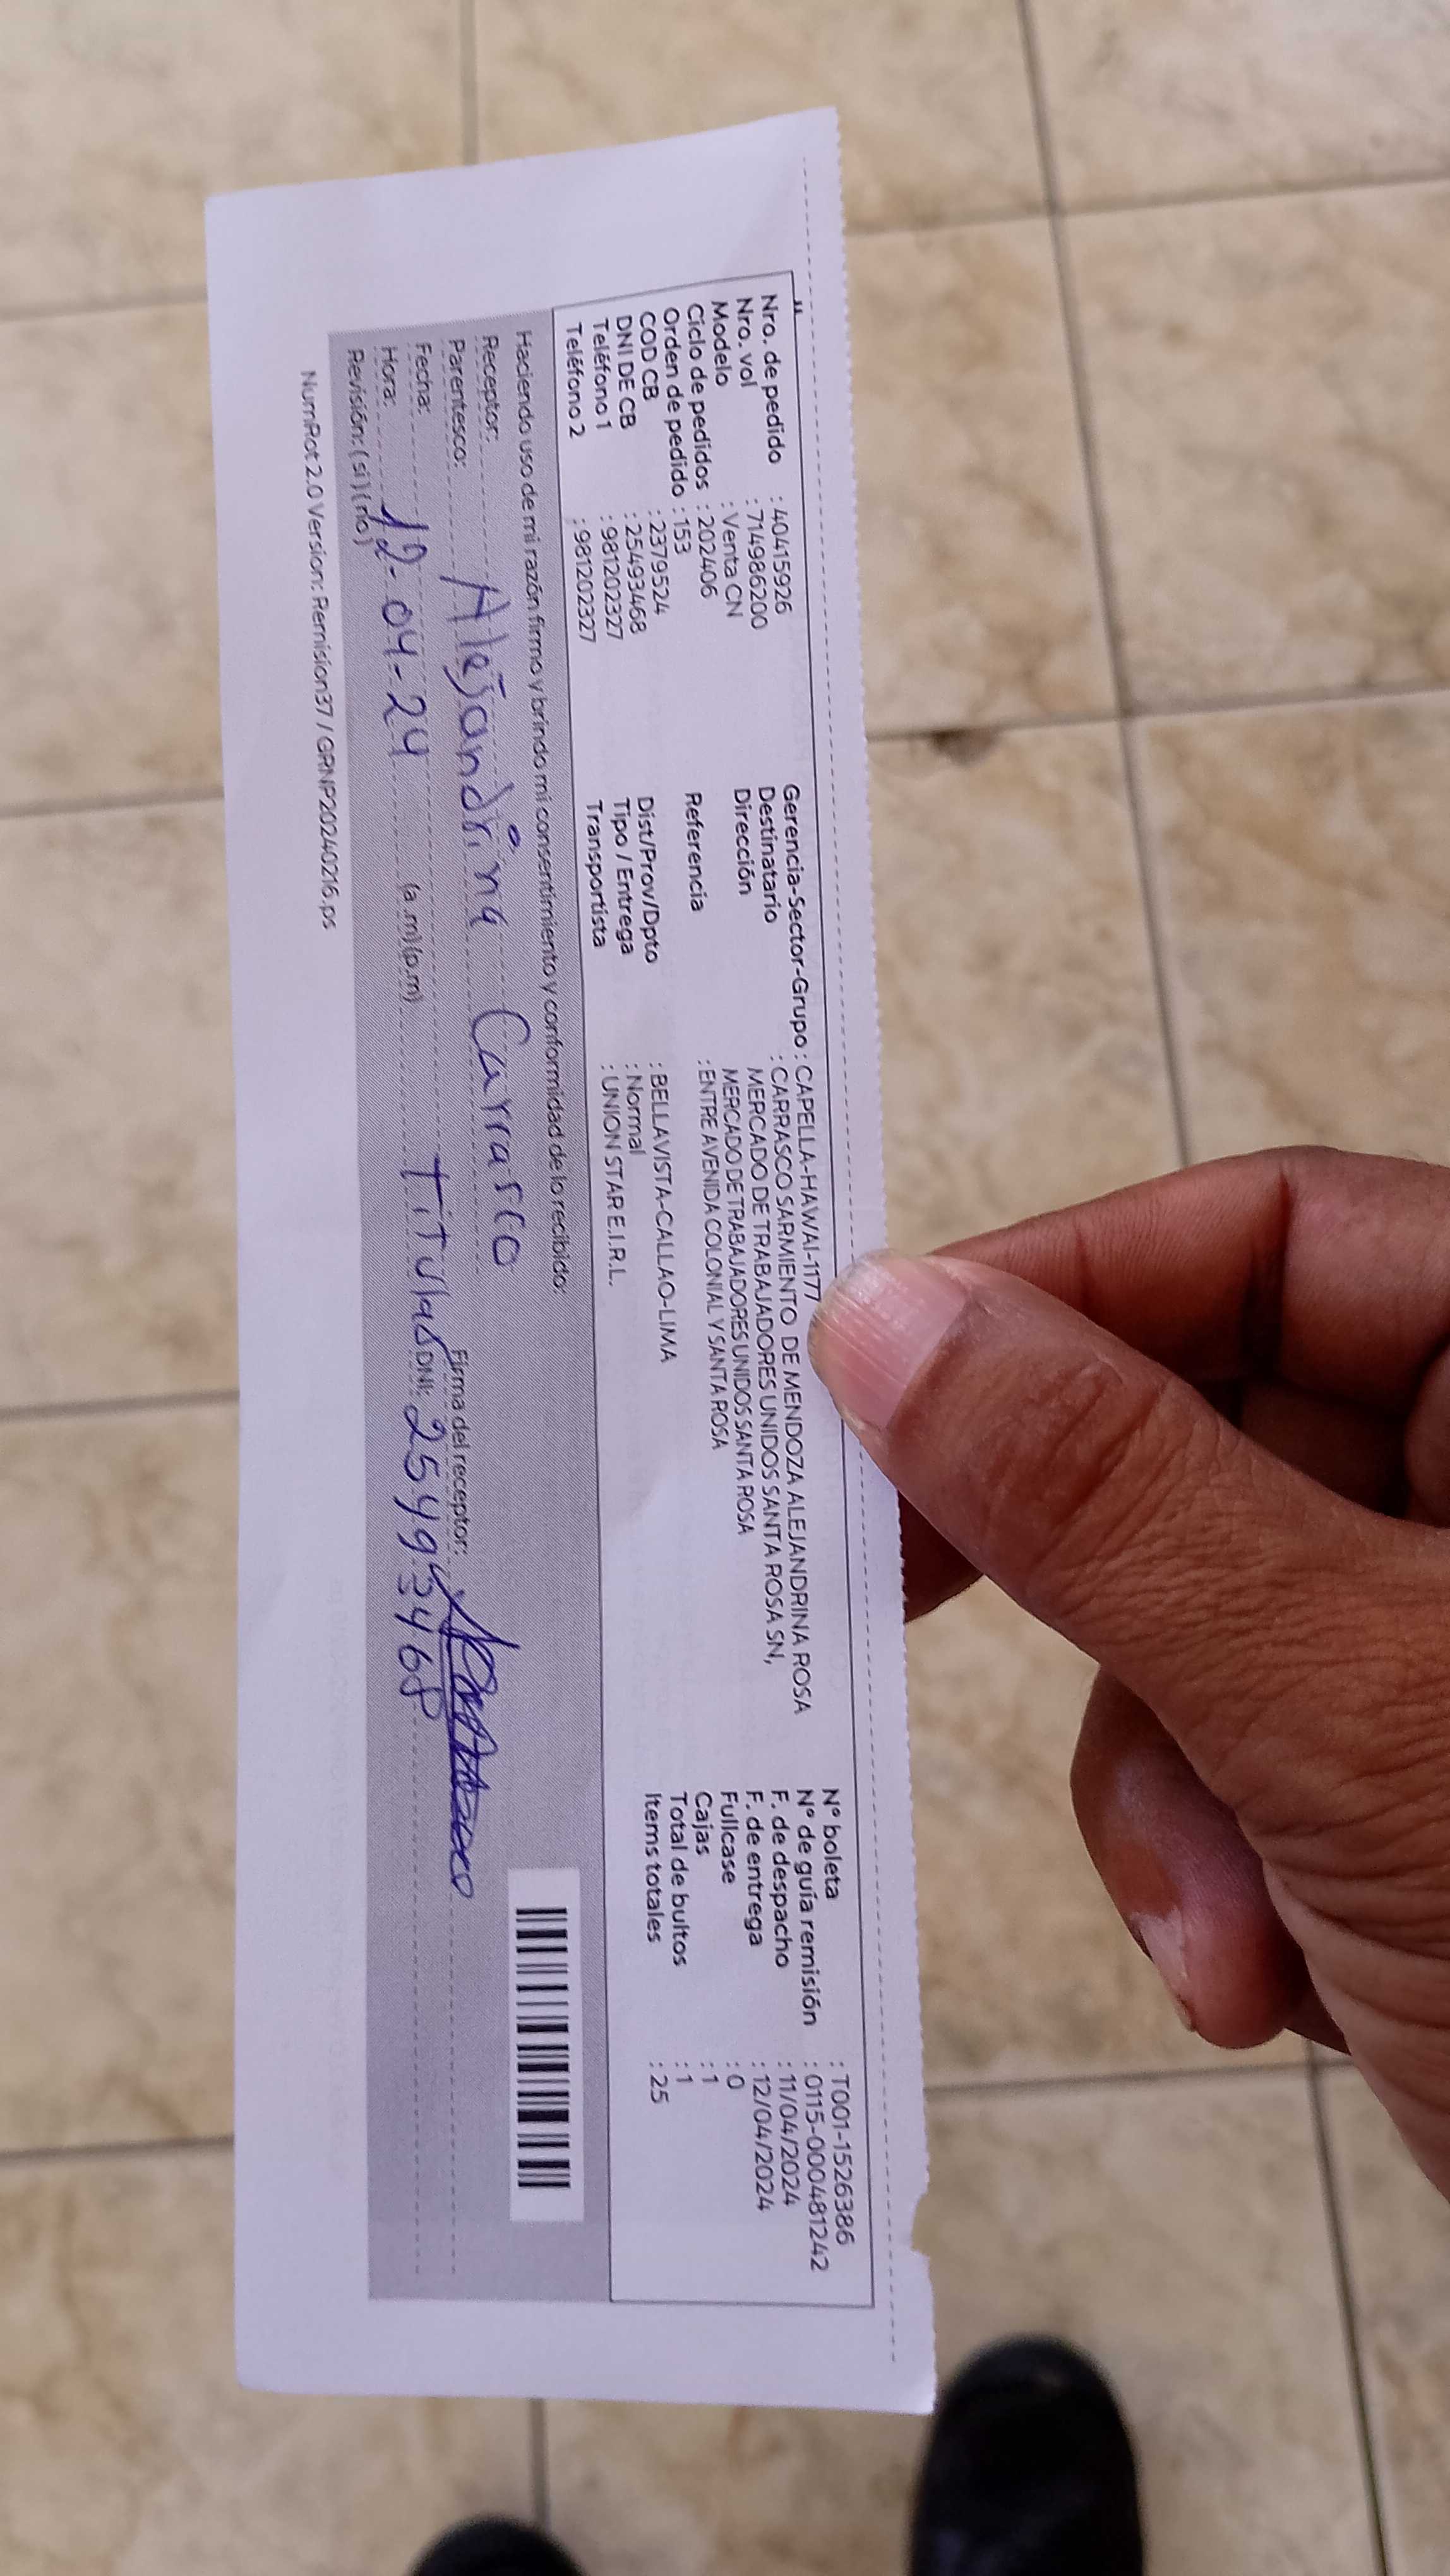 Nro. de pedido : 40415926
Nro. vol : 714986200
Modelo : Venta CN
Ciclo de pedidos : 202406
Orden de pedido : 153
COD CB : 2379524
DNI DE CB : 25493468
Teléfono 1 : 981202327
Teléfono 2 : 981202327
Gerencia-Sector-Grupo : CAPELLA-HAWAI-1177
Destinatario : CARRASCO SARMIENTO DE MENDOZA ALEJANDRINA ROSA
Dirección MERCADO DE TRABAJADORES UNIDOS SANTA ROSA SN,
MERCADO DE TRABAJADORES UNIDOS SANTA ROSA
Referencia : ENTRE AVENIDA COLONIAL Y SANTA ROSA
Dist/Prov/Dpto : BELLAVISTA-CALLAO-LIMA
Tipo / Entrega : Normal
Transportista : UNION STAR E.I.R.L.
N° boleta : T001-1526386
N° de guía remisión : 0115-000481242
F. de despacho : 11/04/2024
F. de entrega : 12/04/2024
Fullcase : 0
Cajas : 1
Total de bultos : 1
Items totales : 25
Haciendo uso de mi razón firmo y brindo mi consentimiento y conformidad de lo recibido:
Receptor: Alejandrina Carrasco
Parentesco: Titular Firma del receptor:
Fecha: 12-04-24 DNI: 25493468
Hora: (a.m)(p.m)
Revisión: (si) (no)
NumRot 2.0 Version: Remision37 / GRNP20240216.ps